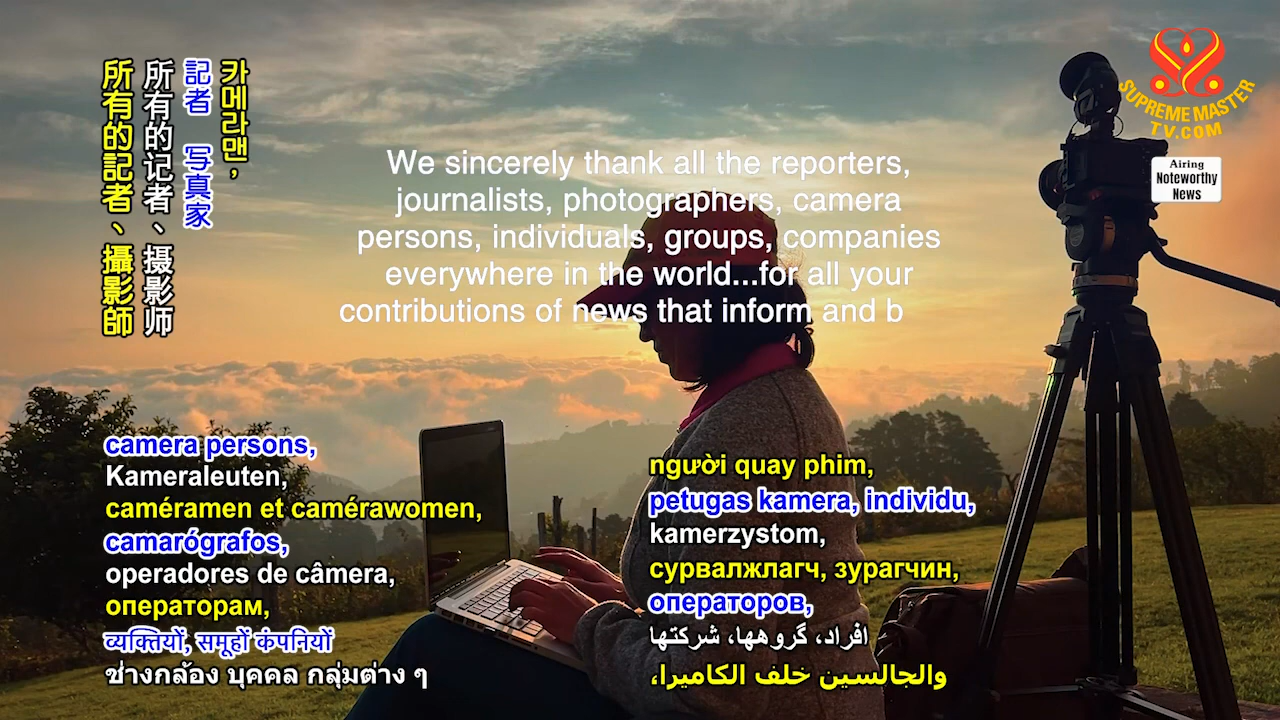 카메라맨,
記者 写真家
所有的记者、摄影师
所有的記者、攝影師
SUPREME MASTER
TV.COM
Airing
Noteworthy
News
We sincerely thank all the reporters,
journalists, photographers, camera
persons, individuals, groups, companies
everywhere in the world...for all your
contributions of news that inform and b
camera persons,
Kameraleuten,
caméramen et camérawomen,
camarógrafos,
operadores de câmera,
операторам,
व्यक्तियों, समूहों कंपनियों
ช่างกล้อง บุคคล กลุ่มต่าง ๆ
người quay phim,
petugas kamera, individu,
kamerzystom,
сурвалжлагч, зурагчин,
операторов,
افراد، گروهها، شرکتها
والجالسين خلف الكاميرا،